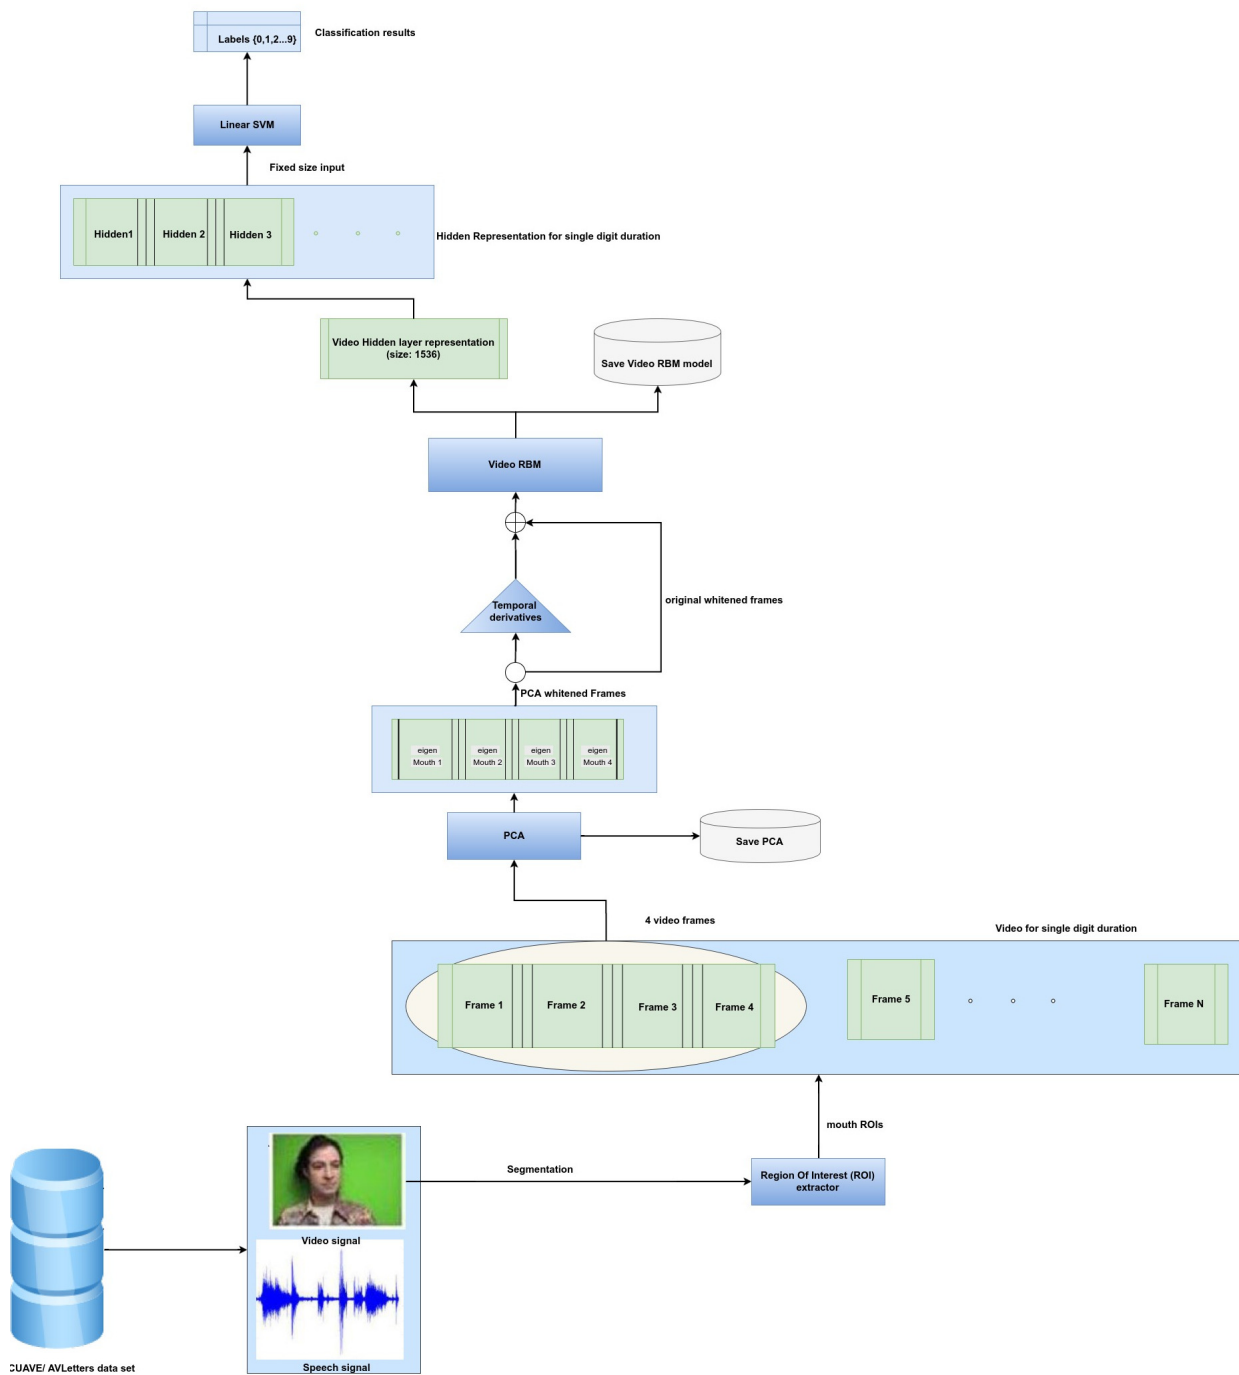 Labels {0,1,2...9}
Classification results
Linear SVM
Fixed size input
Hidden1
Hidden 2
Hidden 3
Hidden Representation for single digit duration
Video Hidden layer representation
(size: 1536)
Save Video RBM model
Video RBM
Temporal
derivatives
original whitened frames
PCA whitened Frames
eigen
Mouth 1
eigen
Mouth 2
eigen
Mouth 3
eigen
Mouth 4
PCA
Save PCA
4 video frames
Video for single digit duration
Frame 1
Frame 2
Frame 3
Frame 4
Frame 5
Frame N
mouth ROIs
Segmentation
Region Of Interest (ROI)
extractor
Video signal
Speech signal
CUAVE/ AVLetters data set